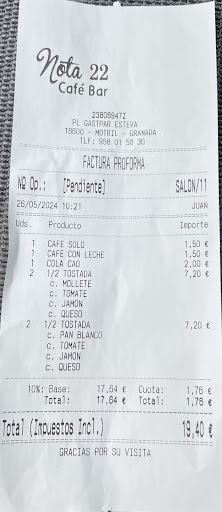 Nota 22
Café Bar
23808947Z
PL GASTPAR ESTEVA
18600 - MOTRIL - GRANADA
TLF: 958 01 50 30
FACTURA PROFORMA
Nº Op.: [Pendiente] SALON/11
26/05/2024 10:21 JUAN
Uds. Producto Importe
1 CAFE SOLO 1,50 €
1 CAFE CON LECHE 1,50 €
1 COLA CAO 2,00 €
2 1/2 TOSTADA 7,20 €
c. MOLLETE
c. TOMATE
c. JAMON
c. QUESO
2 1/2 TOSTADA 7,20 €
c. PAN BLANCO
c. TOMATE
c. JAMON
c. QUESO
10%: Base: 17,64 € Cuota: 1,76 €
Total: 17,64 € Total: 1,76 €
Total (Impuestos Incl.) 19,40 €
GRACIAS POR SU VISITA